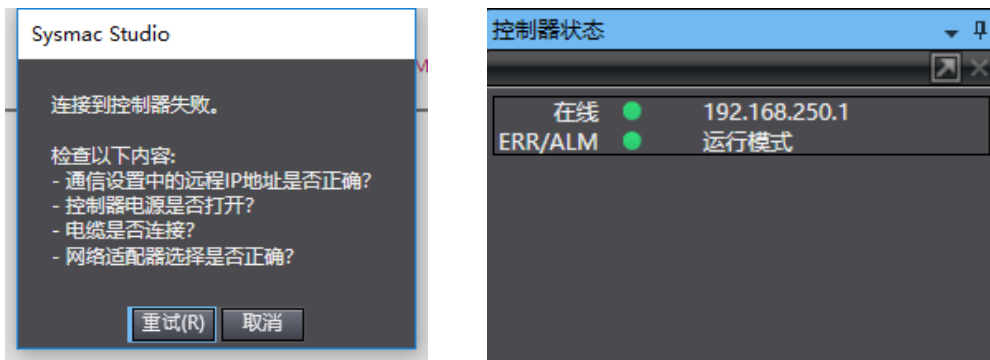 Sysmac Studio
连接到控制器失败。
检查以下内容:
- 通信设置中的远程IP地址是否正确?
- 控制器电源是否打开?
- 电缆是否连接?
- 网络适配器选择是否正确?
重试(R) 取消
M
控制器状态
在线 192.168.250.1
ERR/ALM 运行模式